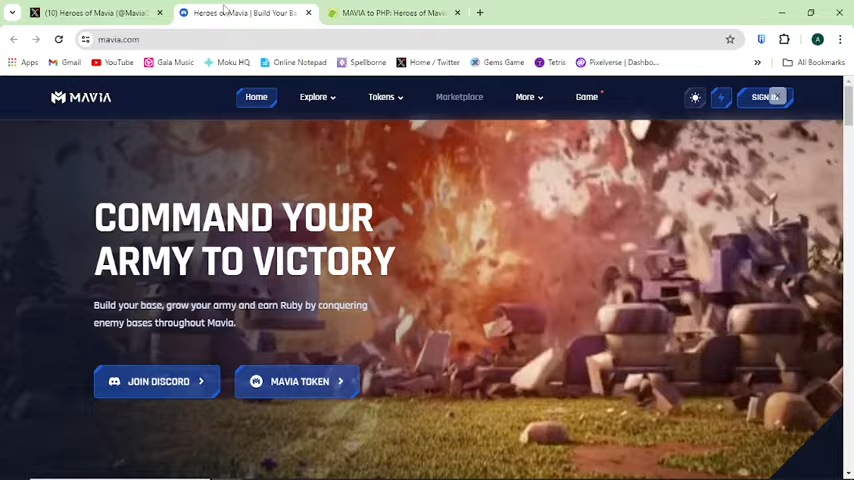 (10) Heroes of Mavia (@Mavia
Heroes of Mavia | Build Your Ba
MAVIA to PHP: Heroes of Mavia
mavia.com
A
Apps
Gmail
YouTube
Gala Music
Moku HQ
Online Notepad
Spellborne
Home / Twitter
Gems Game
Tetris
Pixelverse | Dashbo...
All Bookmarks
MAVIA
Home
Explore
Tokens
Marketplace
More
Game
SIGN
COMMAND YOUR
ARMY TO VICTORY
Build your base, grow your army and earn Ruby by conquering
enemy bases throughout Mavia.
JOIN DISCORD
MAVIA TOKEN